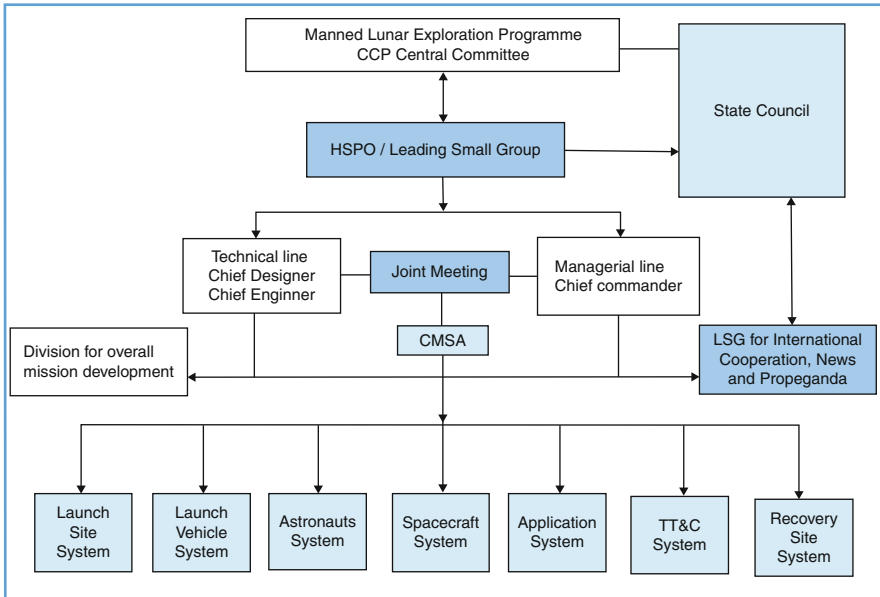 Manned Lunar Exploration Programme
CCP Central Committee
State Council
HSPO / Leading Small Group
Technical line
Chief Designer
Chief Enginner
Joint Meeting
Managerial line
Chief commander
CMSA
Division for overall
mission development
LSG for International
Cooperation, News
and Propeganda
Launch
Site
System
Launch
Vehicle
System
Astronauts
System
Spacecraft
System
Application
System
TT&C
System
Recovery
Site
System